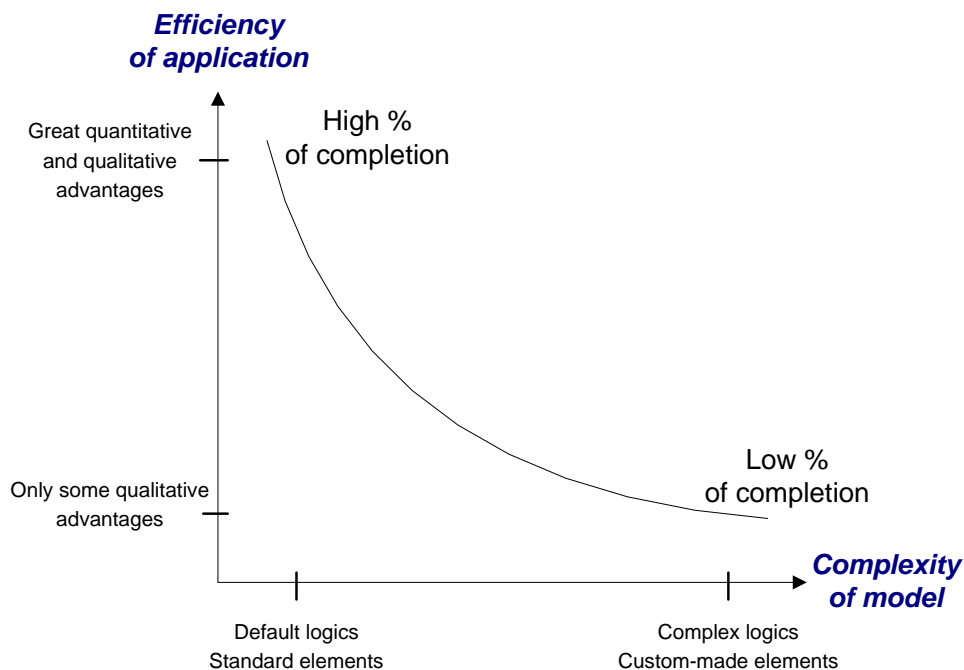 Efficiency
of application
Great quantitative
and qualitative
advantages
High %
of completion
Only some qualitative
advantages
Low %
of completion
Complexity
of model
Default logics
Standard elements
Complex logics
Custom-made elements